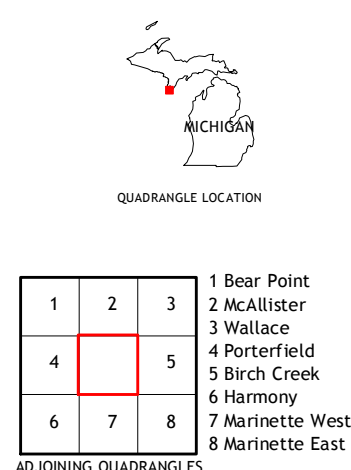 MICHIGAN
QUADRANGLE LOCATION
1 2 3
4 5
6 7 8
1 Bear Point
2 McAllister
3 Wallace
4 Porterfield
5 Birch Creek
6 Harmony
7 Marinette West
8 Marinette East
ADJOINING QUADRANGLES